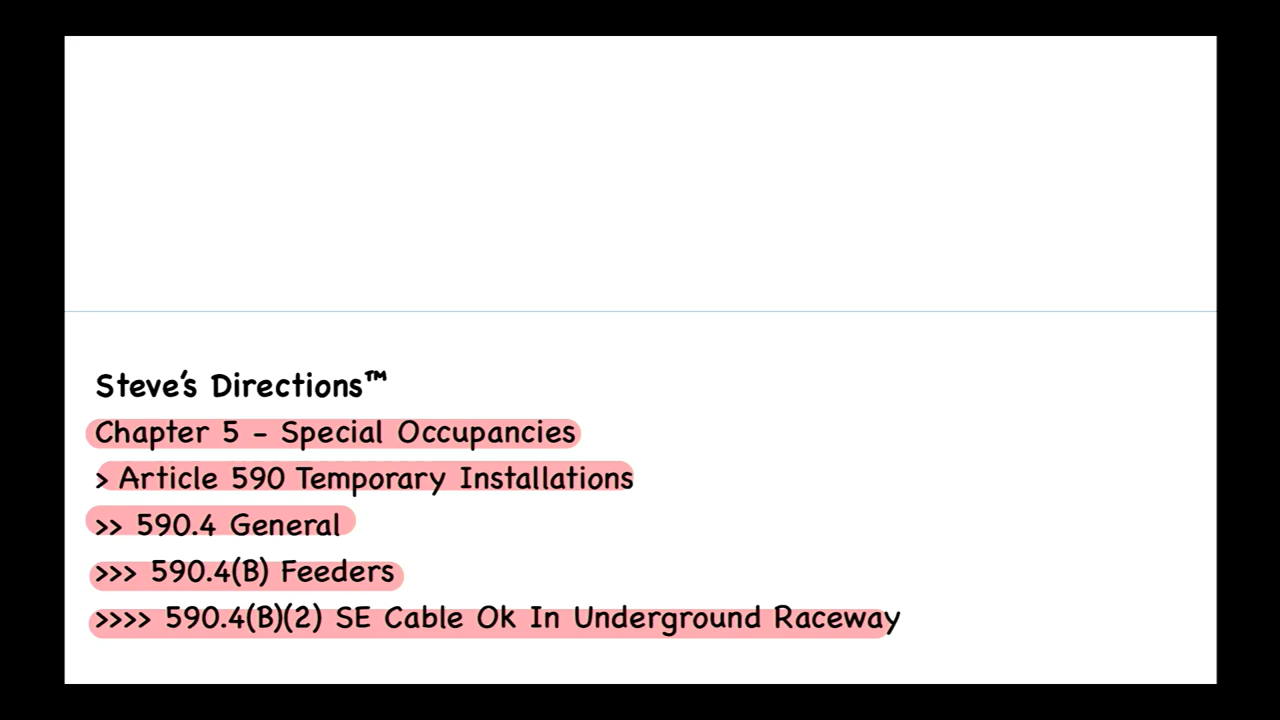 Steve's Directions™
Chapter 5 - Special Occupancies
> Article 590 Temporary Installations
>> 590.4 General
>>> 590.4(B) Feeders
>>>> 590.4(B)(2) SE Cable Ok In Underground Raceway